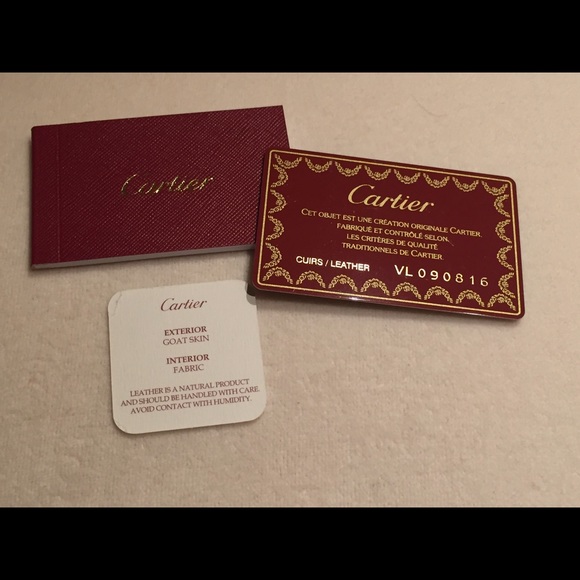 Cartier
Cartier
CET OBJET EST UNE CRÉATION ORIGINALE CARTIER.
FABRIQUÉ ET CONTRÔLÉ SELON
LES CRITÈRES DE QUALITÉ
TRADITIONNELS DE CARTIER.
CUIRS / LEATHER VL 090816
Cartier
EXTERIOR
GOAT SKIN
INTERIOR
FABRIC
LEATHER IS A NATURAL PRODUCT
AND SHOULD BE HANDLED WITH CARE.
AVOID CONTACT WITH HUMIDITY.